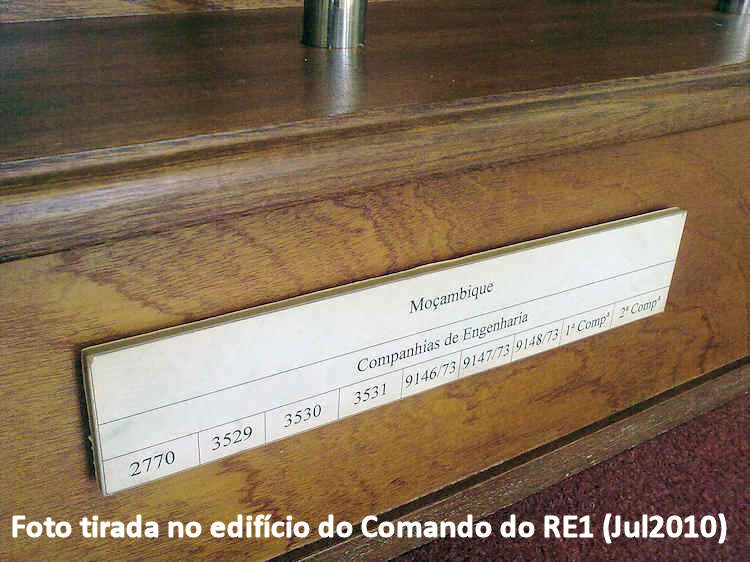 Moçambique
Companhias de Engenharia
2770 3529 3530 3531 9146/73 9147/73 9148/73 1ª Compª 2ª Compª
Foto tirada no edifício do Comando do RE1 (Jul2010)